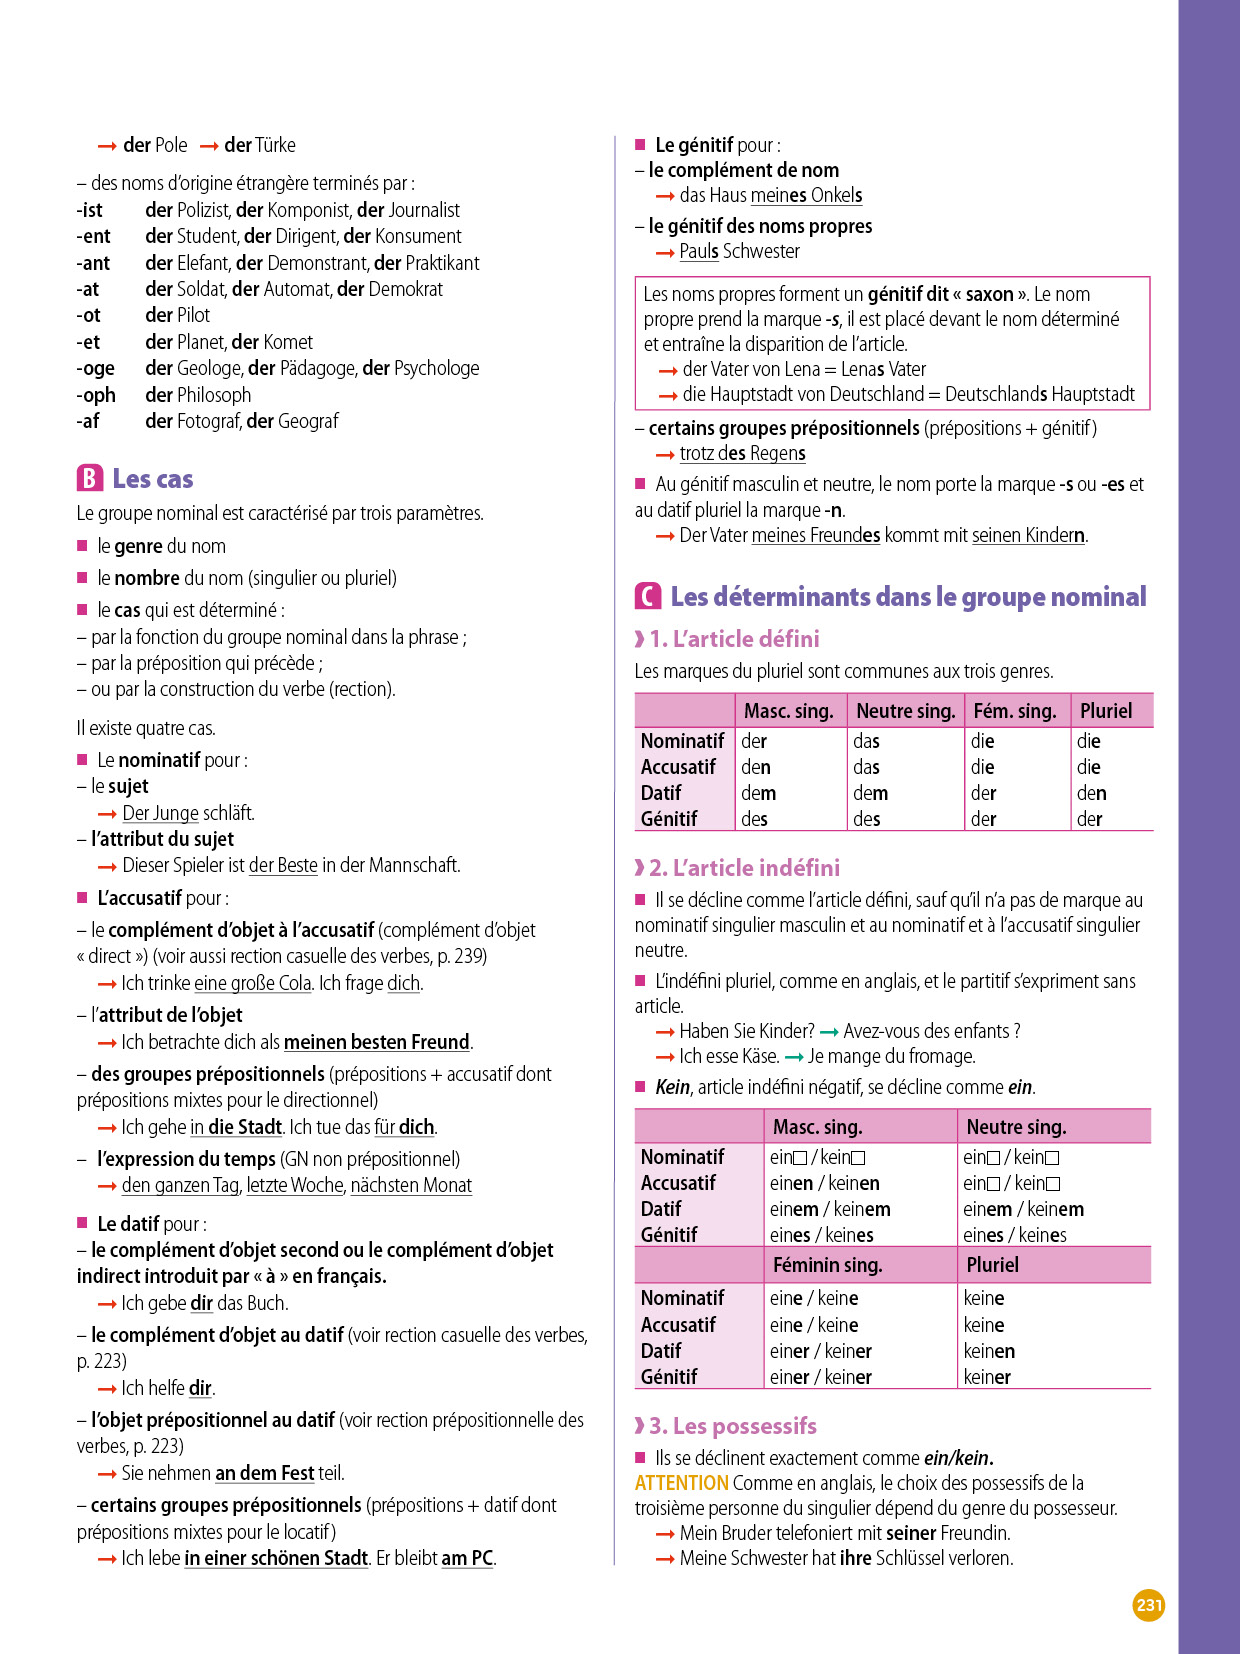 → der Pole → der Türke
– des noms d’origine étrangère terminés par :
-ist der Polizist, der Komponist, der Journalist
-ent der Student, der Dirigent, der Konsument
-ant der Elefant, der Demonstrant, der Praktikant
-at der Soldat, der Automat, der Demokrat
-ot der Pilot
-et der Planet, der Komet
-oge der Geologe, der Pädagoge, der Psychologe
-oph der Philosoph
-af der Fotograf, der Geograf
B Les cas
Le groupe nominal est caractérisé par trois paramètres.
■ le genre du nom
■ le nombre du nom (singulier ou pluriel)
■ le cas qui est déterminé :
– par la fonction du groupe nominal dans la phrase ;
– par la préposition qui précède ;
– ou par la construction du verbe (rection).
Il existe quatre cas.
■ Le nominatif pour :
– le sujet
→ Der Junge schläft.
– l’attribut du sujet
→ Dieser Spieler ist der Beste in der Mannschaft.
■ L’accusatif pour :
– le complément d’objet à l’accusatif (complément d’objet
« direct ») (voir aussi rection casuelle des verbes, p. 239)
→ Ich trinke eine große Cola. Ich frage dich.
– l’attribut de l’objet
→ Ich betrachte dich als meinen besten Freund.
– des groupes prépositionnels (prépositions + accusatif dont
prépositions mixtes pour le directionnel)
→ Ich gehe in die Stadt. Ich tue das für dich.
– l’expression du temps (GN non prépositionnel)
→ den ganzen Tag, letzte Woche, nächsten Monat
■ Le datif pour :
– le complément d’objet second ou le complément d’objet
indirect introduit par « à » en français.
→ Ich gebe dir das Buch.
– le complément d’objet au datif (voir rection casuelle des verbes,
p. 223)
→ Ich helfe dir.
– l’objet prépositionnel au datif (voir rection prépositionnelle des
verbes, p. 223)
→ Sie nehmen an dem Fest teil.
– certains groupes prépositionnels (prépositions + datif dont
prépositions mixtes pour le locatif)
→ Ich lebe in einer schönen Stadt. Er bleibt am PC.
■ Le génitif pour :
– le complément de nom
→ das Haus meines Onkels
– le génitif des noms propres
→ Pauls Schwester
Les noms propres forment un génitif dit « saxon ». Le nom
propre prend la marque -s, il est placé devant le nom déterminé
et entraîne la disparition de l’article.
→ der Vater von Lena = Lenas Vater
→ die Hauptstadt von Deutschland = Deutschlands Hauptstadt
– certains groupes prépositionnels (prépositions + génitif)
→ trotz des Regens
■ Au génitif masculin et neutre, le nom porte la marque -s ou -es et
au datif pluriel la marque -n.
→ Der Vater meines Freundes kommt mit seinen Kindern.
C Les déterminants dans le groupe nominal
1. L’article défini
Les marques du pluriel sont communes aux trois genres.
Masc. sing. Neutre sing. Fém. sing. Pluriel
Nominatif der das die die
Accusatif den das die die
Datif dem dem der den
Génitif des des der der
2. L’article indéfini
■ Il se décline comme l’article défini, sauf qu’il n’a pas de marque au
nominatif singulier masculin et au nominatif et à l’accusatif singulier
neutre.
■ L’indéfini pluriel, comme en anglais, et le partitif s’expriment sans
article.
→ Haben Sie Kinder? → Avez-vous des enfants ?
→ Ich esse Käse. → Je mange du fromage.
■ Kein, article indéfini négatif, se décline comme ein.
Masc. sing. Neutre sing.
Nominatif ein□ / kein□ ein□ / kein□
Accusatif einen / keinen ein□ / kein□
Datif einem / keinem einem / keinem
Génitif eines / keines eines / keines
Féminin sing. Pluriel
Nominatif eine / keine keine
Accusatif eine / keine keine
Datif einer / keiner keinen
Génitif einer / keiner keiner
3. Les possessifs
■ Ils se déclinent exactement comme ein/kein.
ATTENTION Comme en anglais, le choix des possessifs de la
troisième personne du singulier dépend du genre du possesseur.
→ Mein Bruder telefoniert mit seiner Freundin.
→ Meine Schwester hat ihre Schlüssel verloren.
231